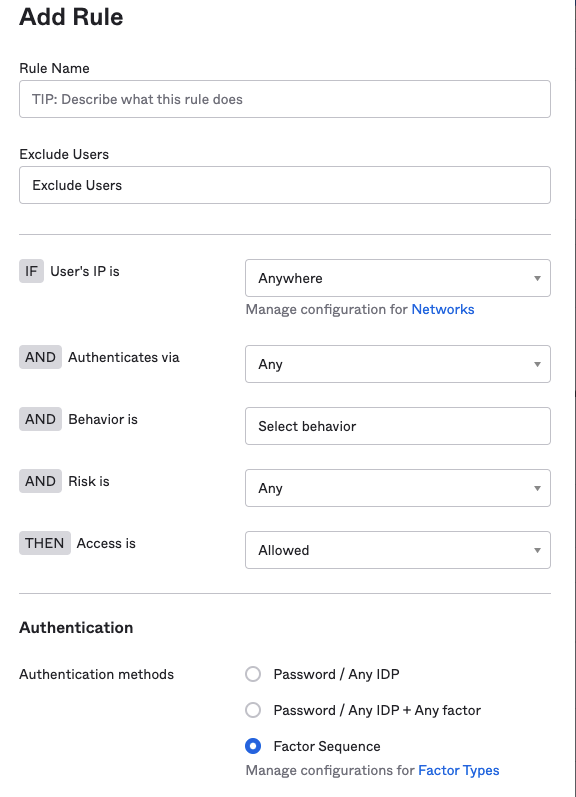 Add Rule
Rule Name
TIP: Describe what this rule does
Exclude Users
Exclude Users
IF User's IP is Anywhere
Manage configuration for Networks
AND Authenticates via Any
AND Behavior is Select behavior
AND Risk is Any
THEN Access is Allowed
Authentication
Authentication methods Password / Any IDP
Password / Any IDP + Any factor
Factor Sequence
Manage configurations for Factor Types